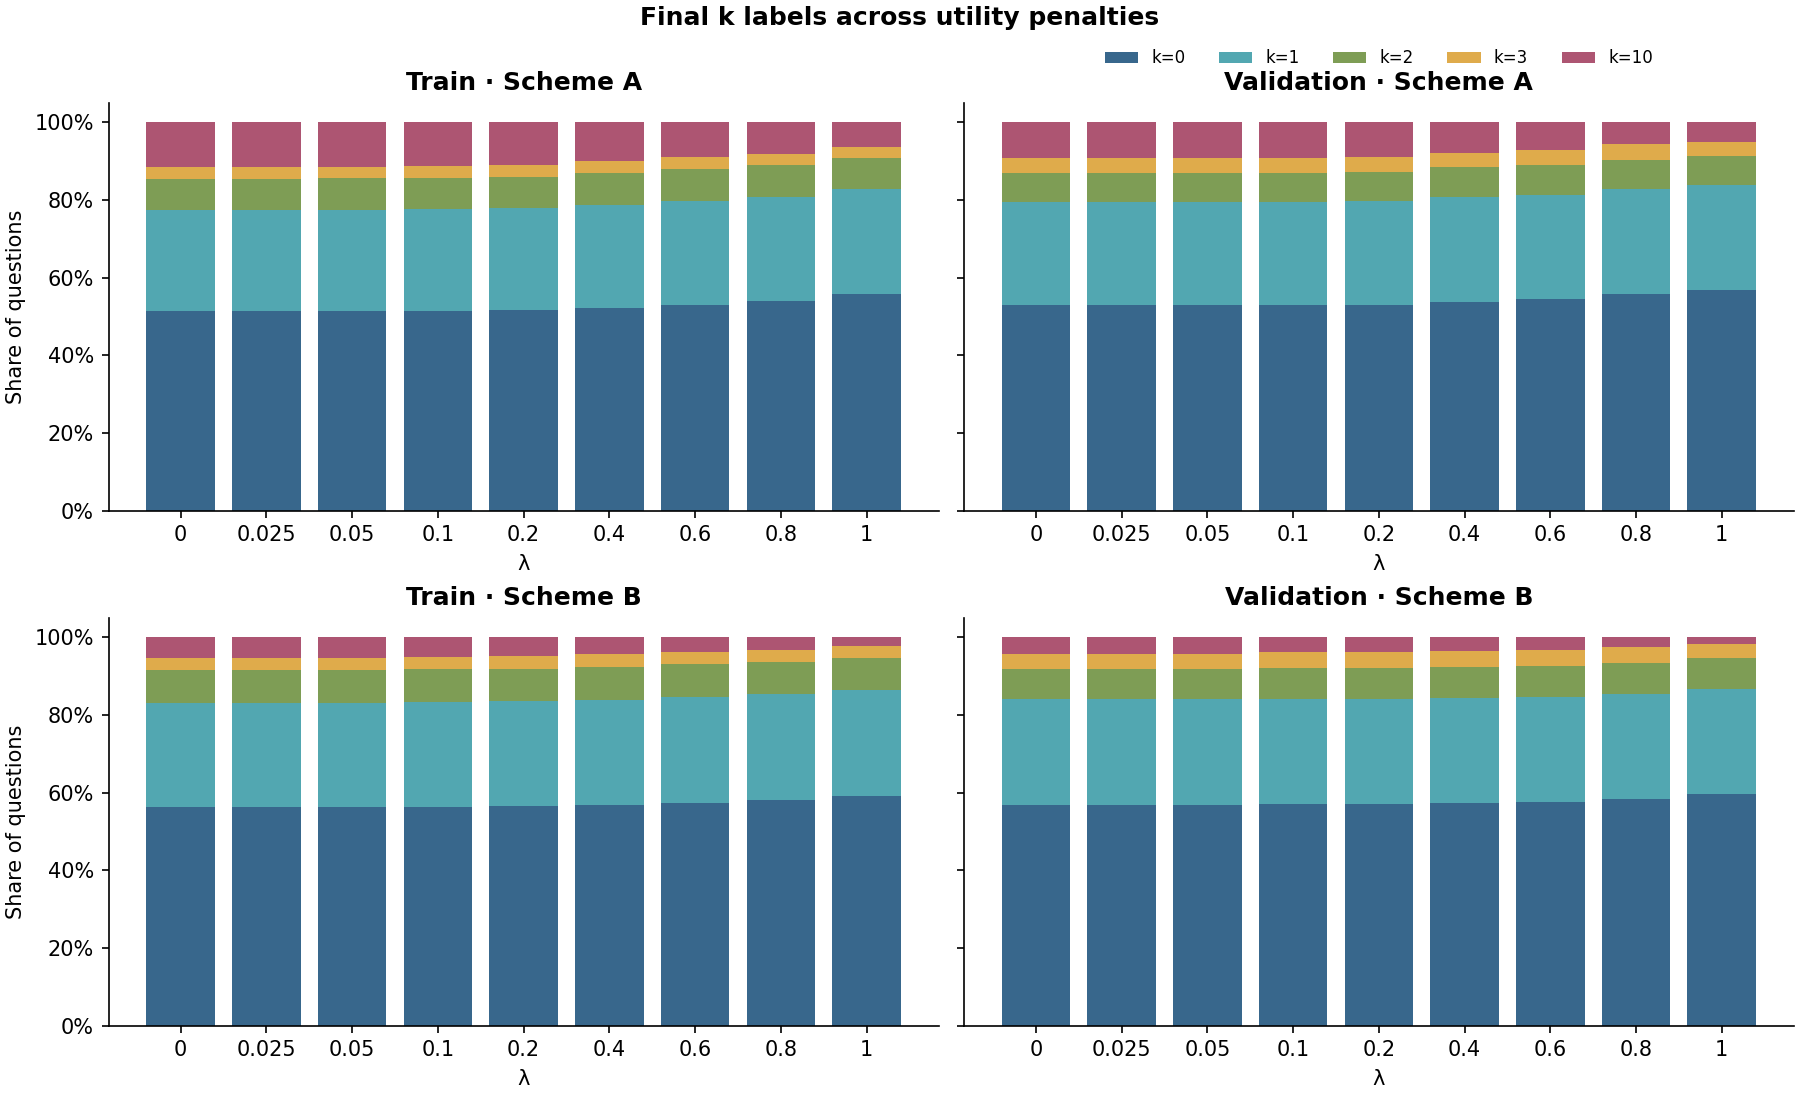 Final k labels across utility penalties
k=0 k=1 k=2 k=3 k=10
Train · Scheme A
Validation · Scheme A
Share of questions
100%
80%
60%
40%
20%
0%
0 0.025 0.05 0.1 0.2 0.4 0.6 0.8 1
λ
0 0.025 0.05 0.1 0.2 0.4 0.6 0.8 1
λ
Train · Scheme B
Validation · Scheme B
Share of questions
100%
80%
60%
40%
20%
0%
0 0.025 0.05 0.1 0.2 0.4 0.6 0.8 1
λ
0 0.025 0.05 0.1 0.2 0.4 0.6 0.8 1
λ